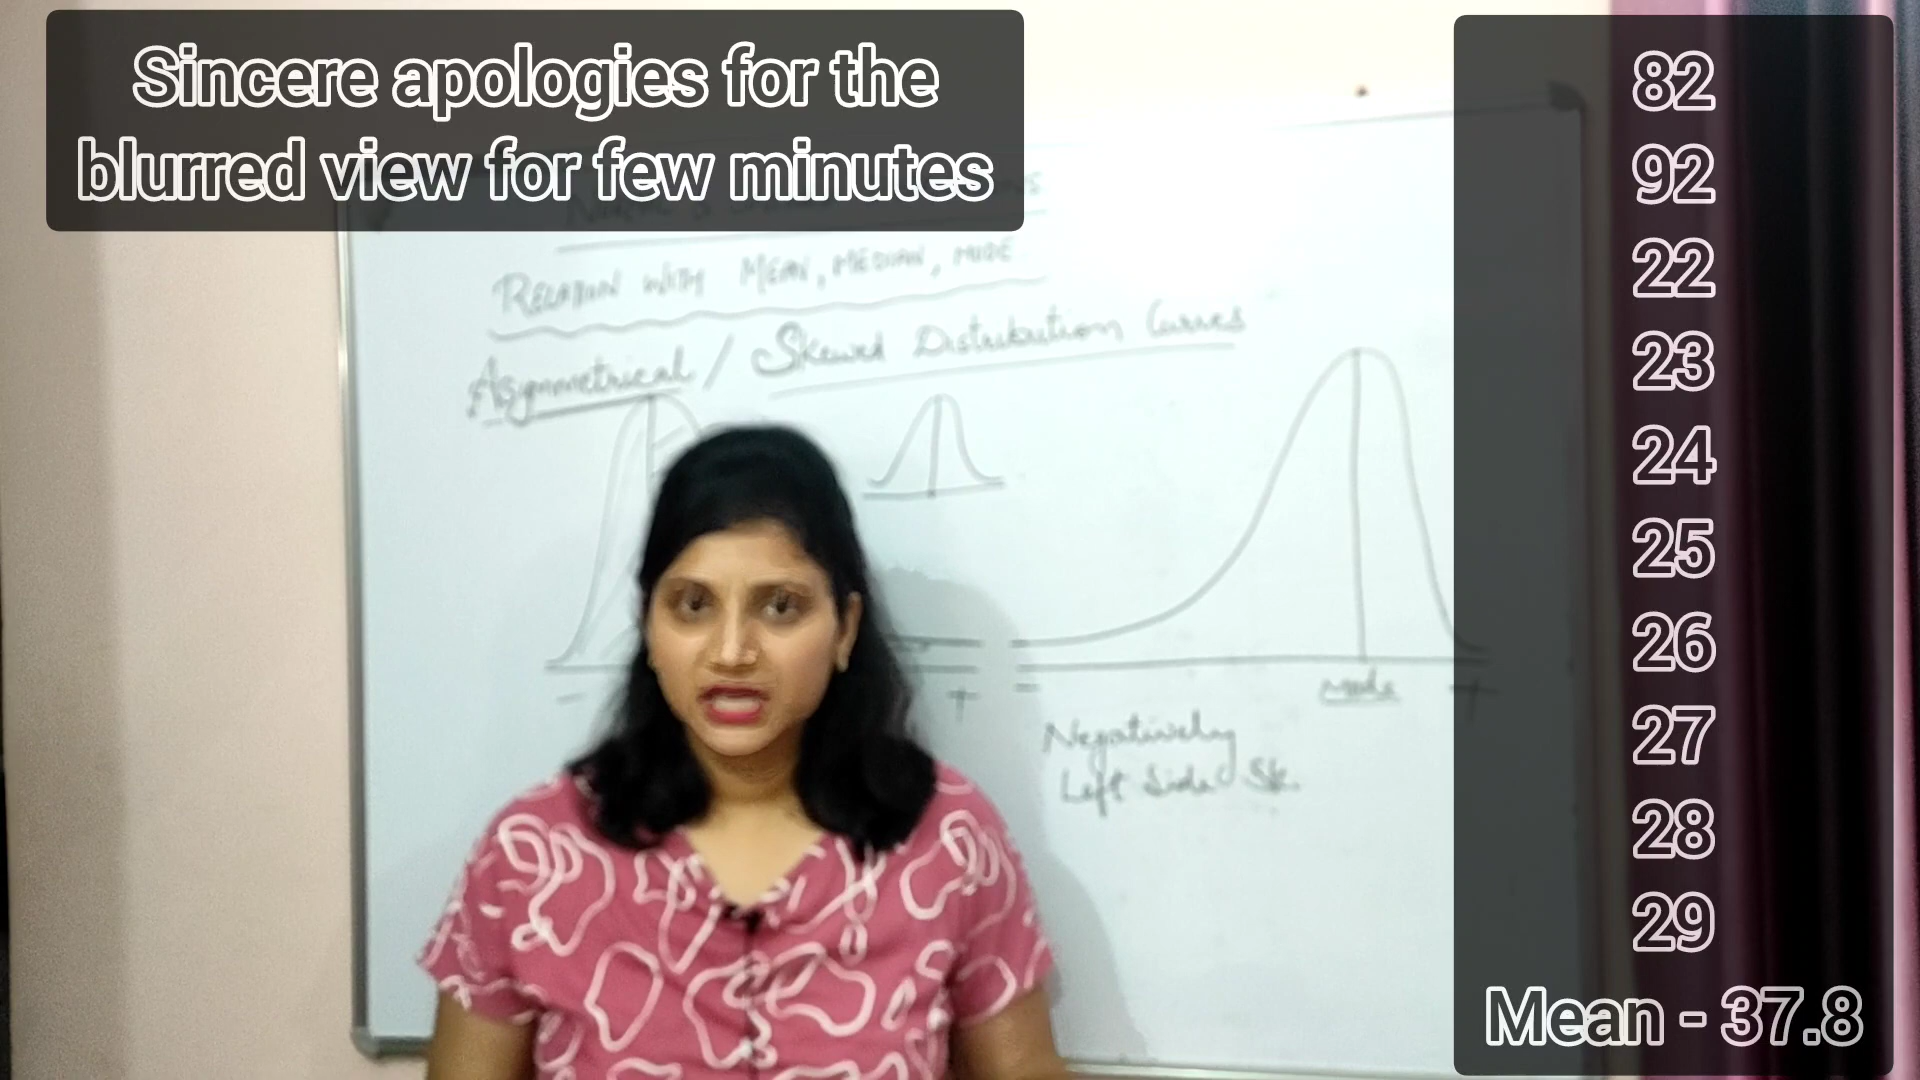 Sincere apologies for the
blurred view for few minutes
RELATION WITH MEAN, MEDIAN, MODE
Asymmetrical / Skewed Distribution Curves
- + - Mode +
Negatively
Left Side Sk.
82
92
22
23
24
25
26
27
28
29
Mean - 37.8